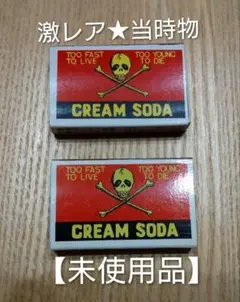 激レア★当時物
TOO FAST TOO YOUNG
TO LIVE TO DIE
CREAM SODA
TOO FAST TOO YOUNG
TO LIVE TO DIE
CREAM SODA
【未使用品】